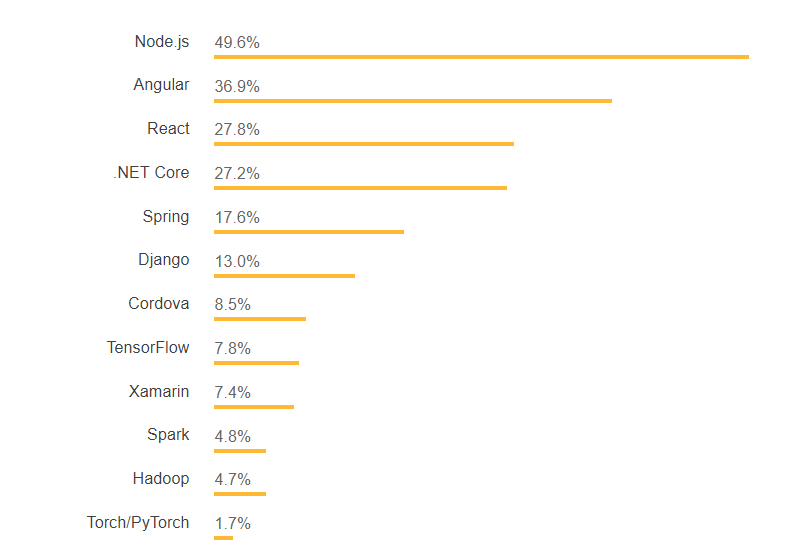 Node.js 49.6%
Angular 36.9%
React 27.8%
.NET Core 27.2%
Spring 17.6%
Django 13.0%
Cordova 8.5%
TensorFlow 7.8%
Xamarin 7.4%
Spark 4.8%
Hadoop 4.7%
Torch/PyTorch 1.7%